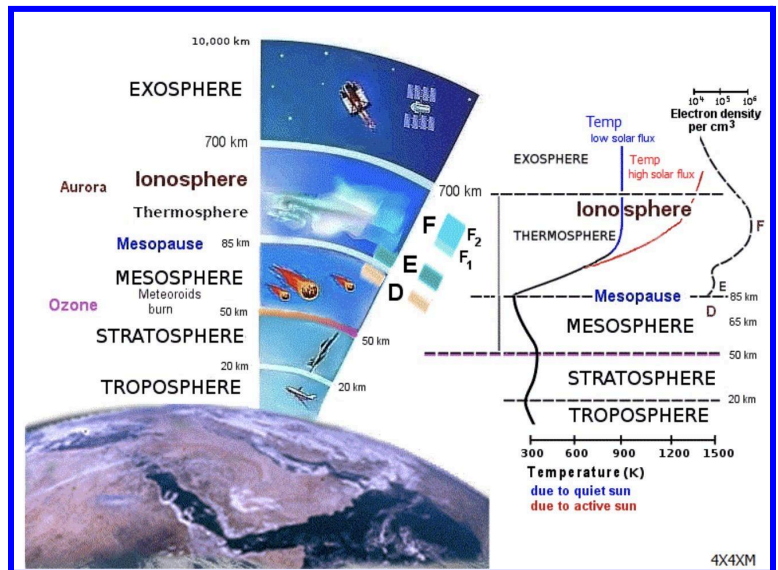 10,000 km
EXOSPHERE
700 km
Aurora
Ionosphere
Thermosphere
Mesopause
85 km
MESOSPHERE
Meteoroids
burn
Ozone
50 km
STRATOSPHERE
20 km
TROPOSPHERE
700 km
F
F2
F1
E
D
50 km
20 km
10⁴ 10⁵ 10⁶
Electron density
per cm³
Temp
low solar flux
EXOSPHERE
Temp
high solar flux
Ionosphere
THERMOSPHERE
F
E
Mesopause
85 km
D
MESOSPHERE
65 km
50 km
STRATOSPHERE
20 km
TROPOSPHERE
300 600 900 1200 1500
Temperature (K)
due to quiet sun
due to active sun
4X4XM